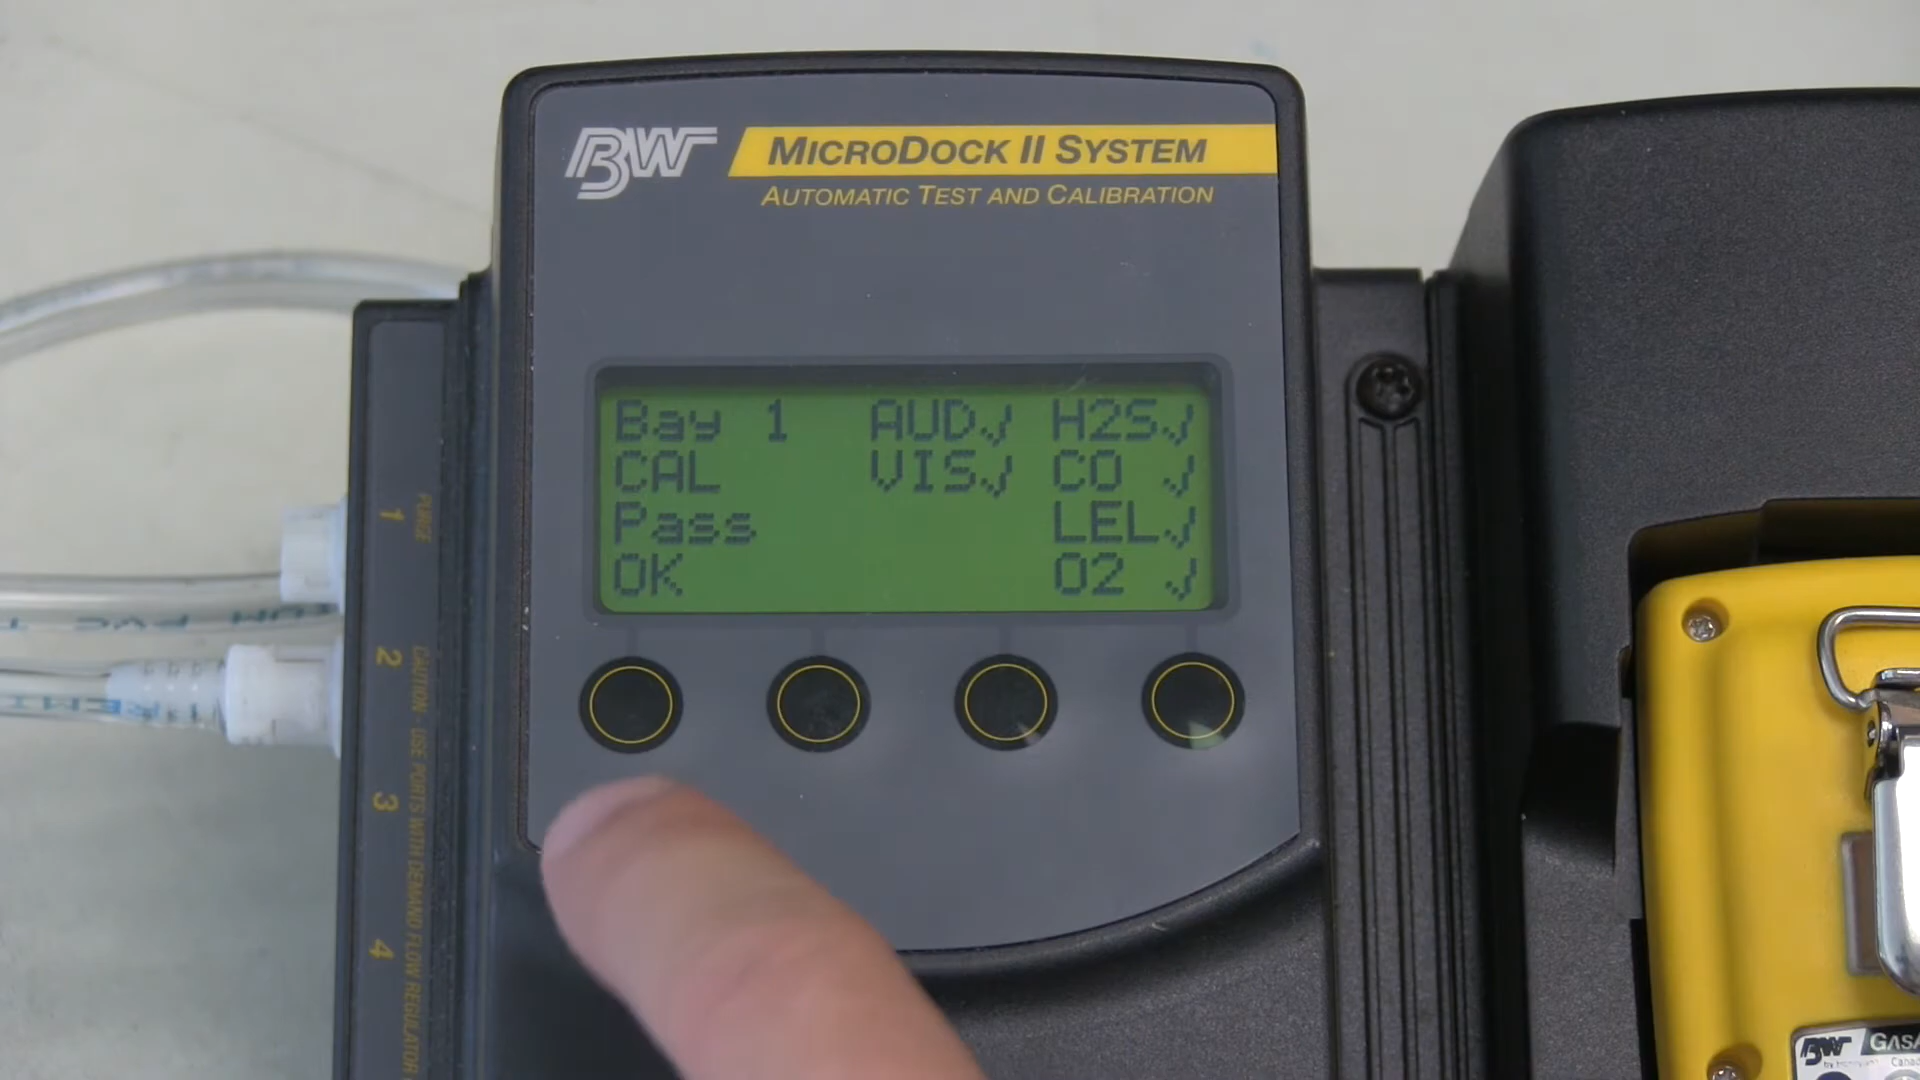 BW MICRODOCK II SYSTEM
AUTOMATIC TEST AND CALIBRATION
Bay 1 AUD✓ H2S✓
CAL VIS✓ CO ✓
Pass LEL✓
OK O2 ✓
1 PURGE
2
3
4
CAUTION - USE PORTS WITH DEMAND FLOW REGULATOR
PVC
BW